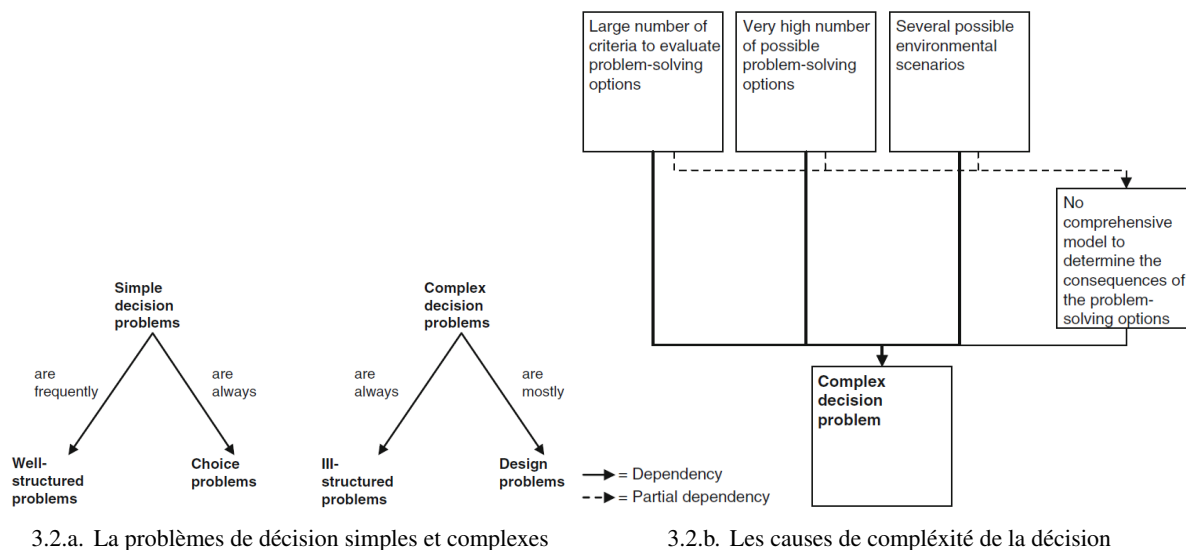 Large number of
criteria to evaluate
problem-solving
options
Very high number
of possible
problem-solving
options
Several possible
environmental
scenarios
No
comprehensive
model to
determine the
consequences of
the problem-
solving options
Complex
decision
problem
Simple
decision
problems
are
frequently
are
always
Well-
structured
problems
Choice
problems
Complex
decision
problems
are
always
are
mostly
Ill-
structured
problems
Design
problems
= Dependency
= Partial dependency
3.2.a. La problèmes de décision simples et complexes
3.2.b. Les causes de compléxité de la décision